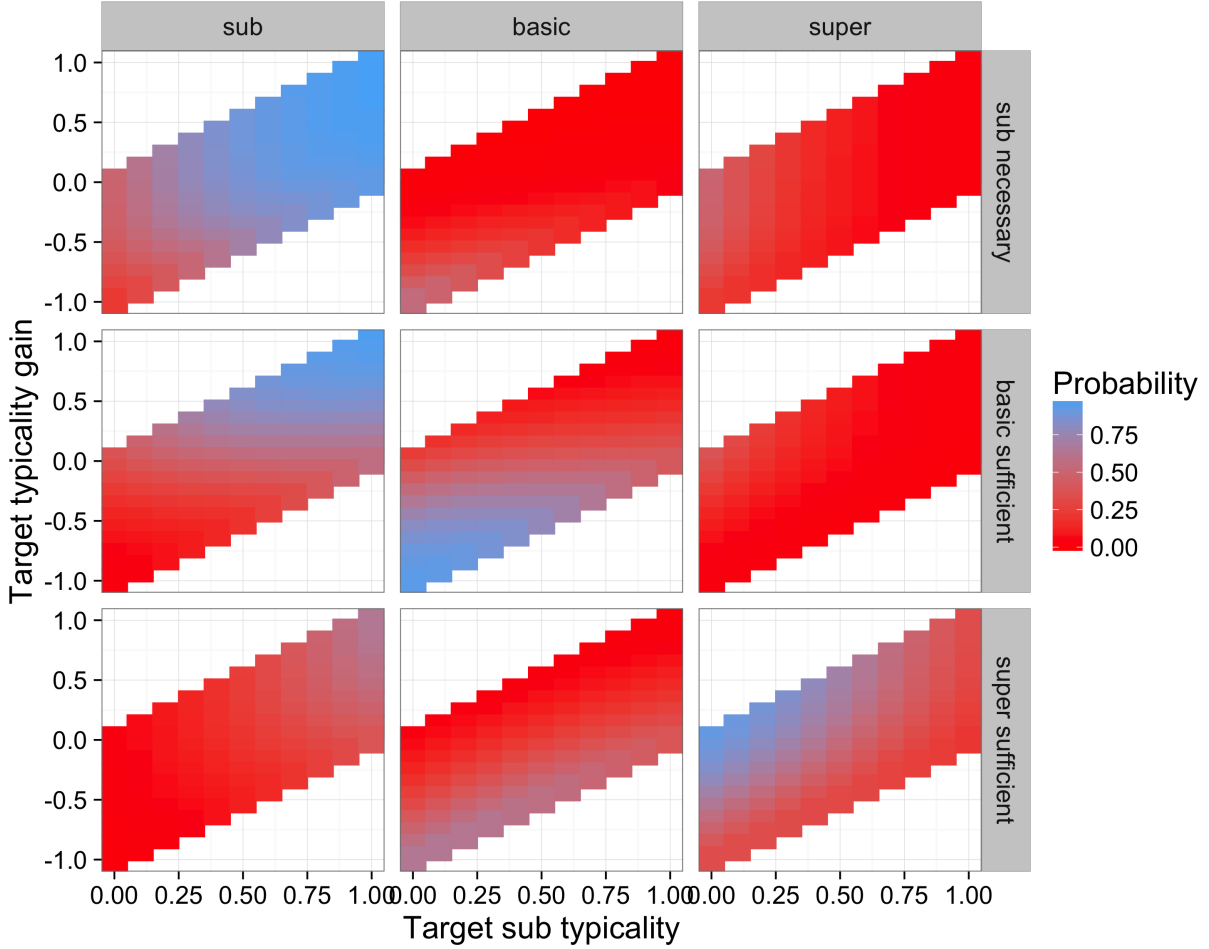 sub
basic
super
1.0
0.5
0.0
-0.5
-1.0
sub necessary
1.0
0.5
0.0
-0.5
-1.0
basic sufficient
1.0
0.5
0.0
-0.5
-1.0
super sufficient
Target typicality gain
0.00 0.25 0.50 0.75 1.00
0.00 0.25 0.50 0.75 1.00
0.00 0.25 0.50 0.75 1.00
Target sub typicality
Probability
0.75
0.50
0.25
0.00